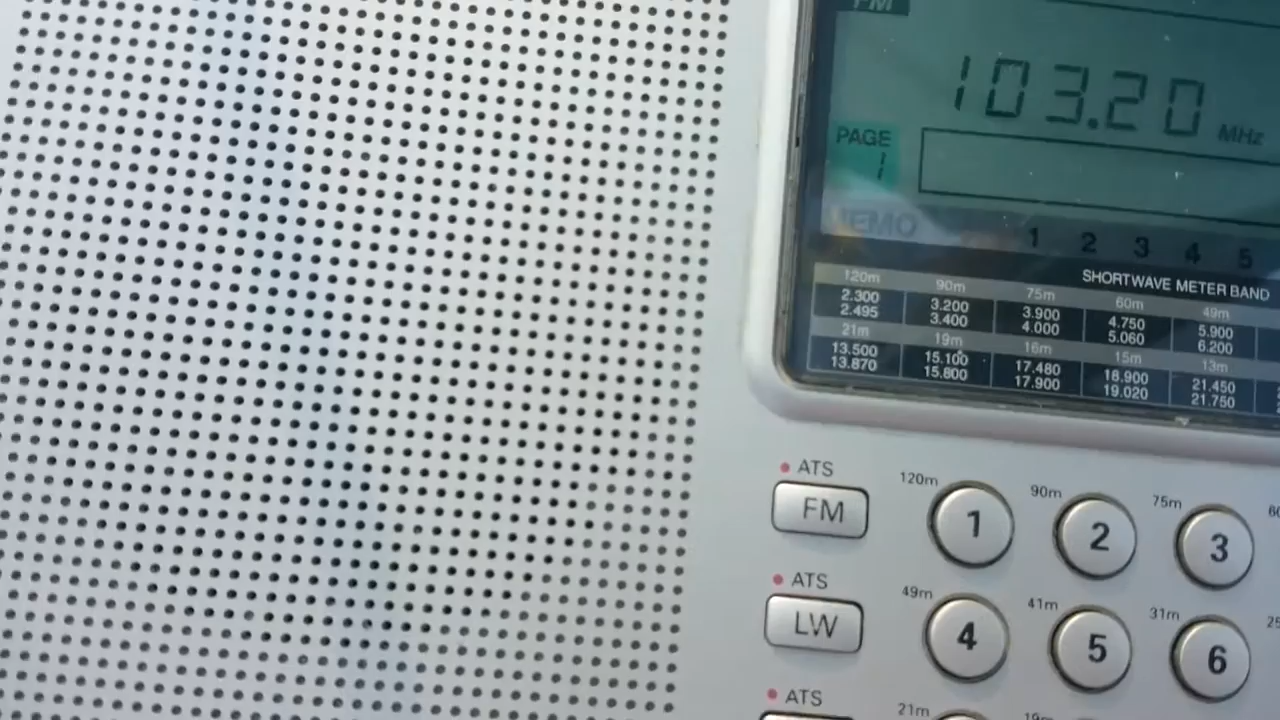 FM
103.20 MHz
PAGE
1
MEMO
1 2 3 4 5
SHORTWAVE METER BAND
120m 90m 75m 60m 49m
2.300 3.200 3.900 4.750 5.900
2.495 3.400 4.000 5.060 6.200
21m 19m 16m 15m 13m
13.500 15.100 17.480 18.900 21.450
13.870 15.800 17.900 19.020 21.750
ATS
FM
120m 1 90m 2 75m 3
ATS
LW
49m 4 41m 5 31m 6
ATS
21m 19m